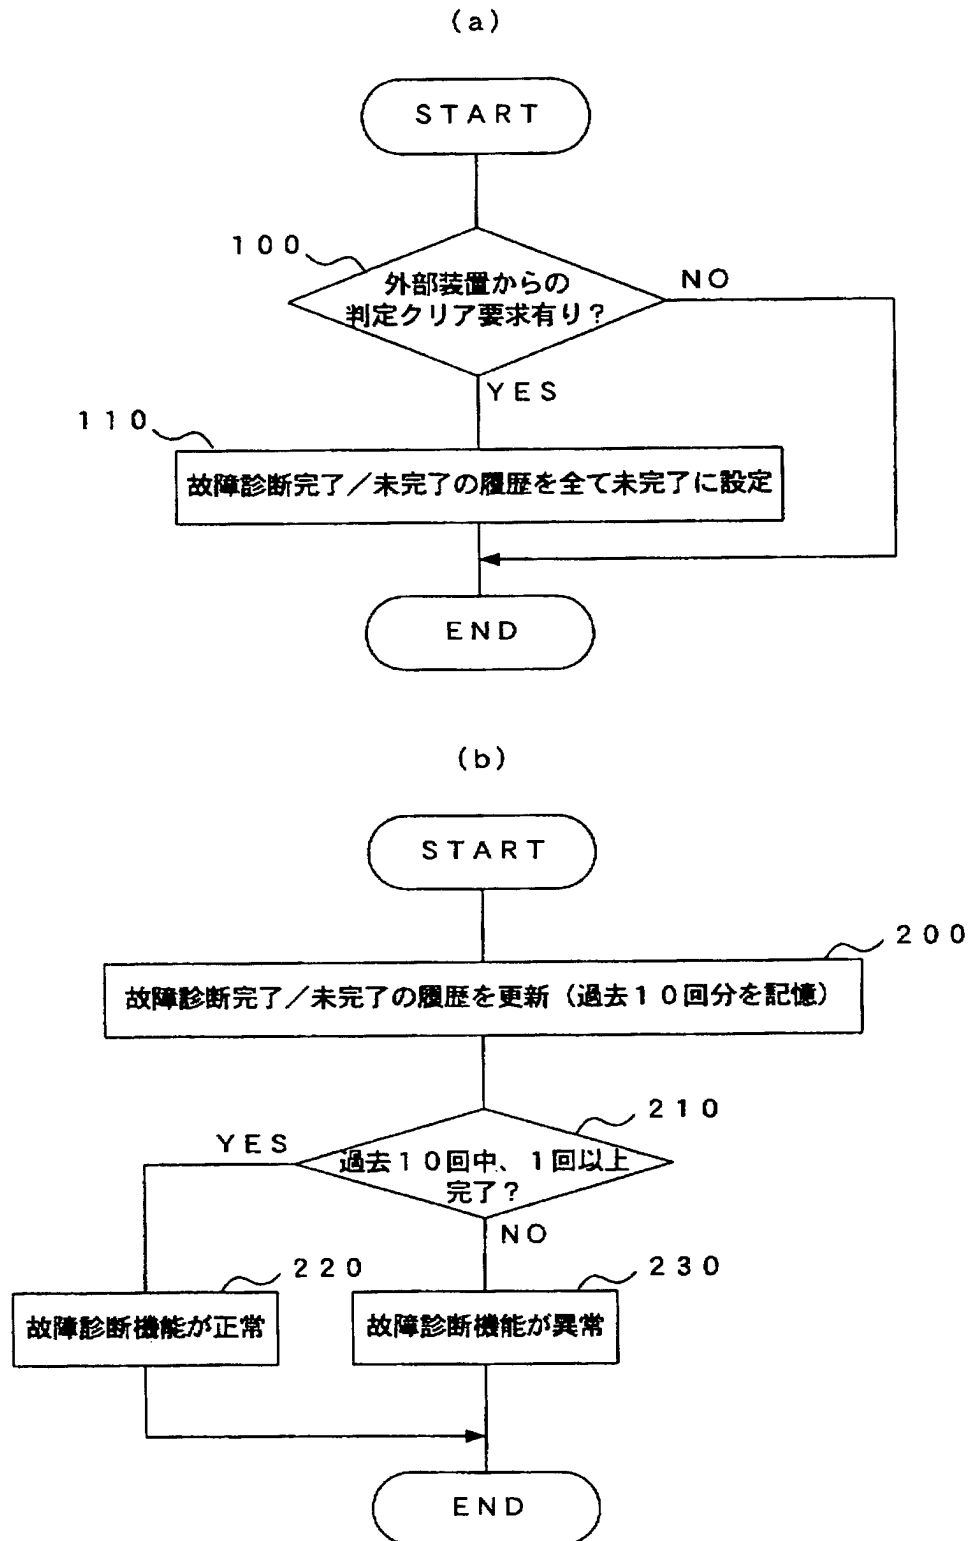 (a)
START
100
外部装置からの
判定クリア要求有り?
NO
YES
110
故障診断完了/未完了の履歴を全て未完了に設定
END
(b)
START
200
故障診断完了/未完了の履歴を更新(過去10回分を記憶)
210
YES
過去10回中、1回以上
完了?
NO
220
230
故障診断機能が正常
故障診断機能が異常
END